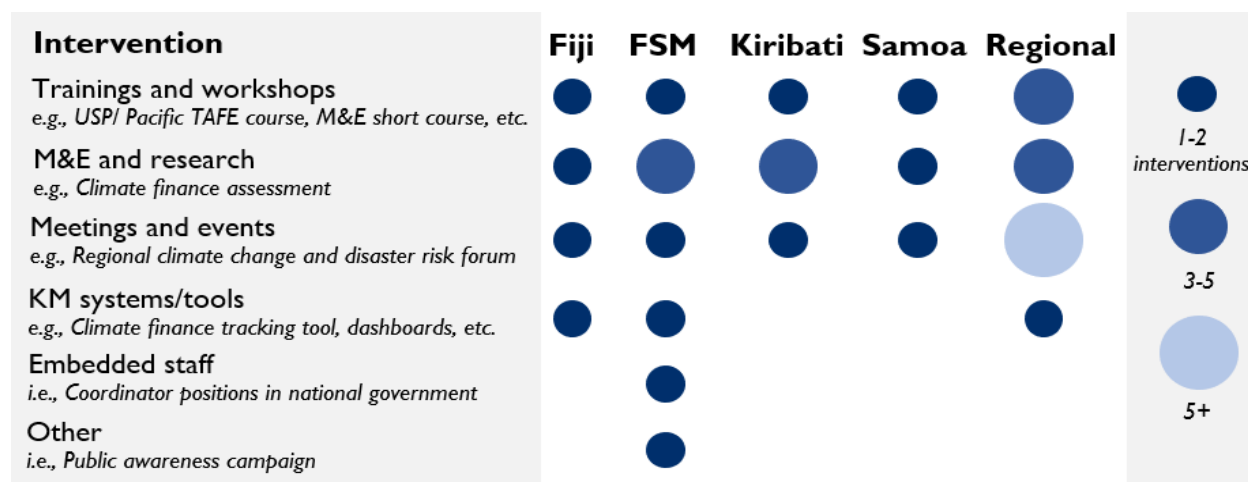 Intervention Fiji FSM Kiribati Samoa Regional
Trainings and workshops
e.g., USP/ Pacific TAFE course, M&E short course, etc.
M&E and research
e.g., Climate finance assessment
Meetings and events
e.g., Regional climate change and disaster risk forum
KM systems/tools
e.g., Climate finance tracking tool, dashboards, etc.
Embedded staff
i.e., Coordinator positions in national government
Other
i.e., Public awareness campaign
1-2
interventions
3-5
5+